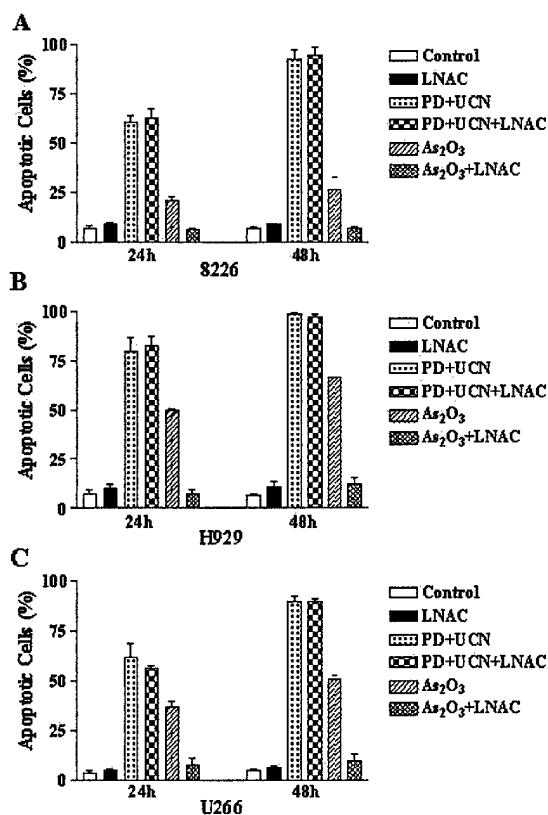 A
Apoptotic Cells (%)
100
75
50
25
0
24h
48h
8226
Control
LNAC
PD+UCN
PD+UCN+LNAC
As₂O₃
As₂O₃+LNAC
B
Apoptotic Cells (%)
100
75
50
25
0
24h
48h
H929
Control
LNAC
PD+UCN
PD+UCN+LNAC
As₂O₃
As₂O₃+LNAC
C
Apoptotic Cells (%)
100
75
50
25
0
24h
48h
U266
Control
LNAC
PD+UCN
PD+UCN+LNAC
As₂O₃
As₂O₃+LNAC